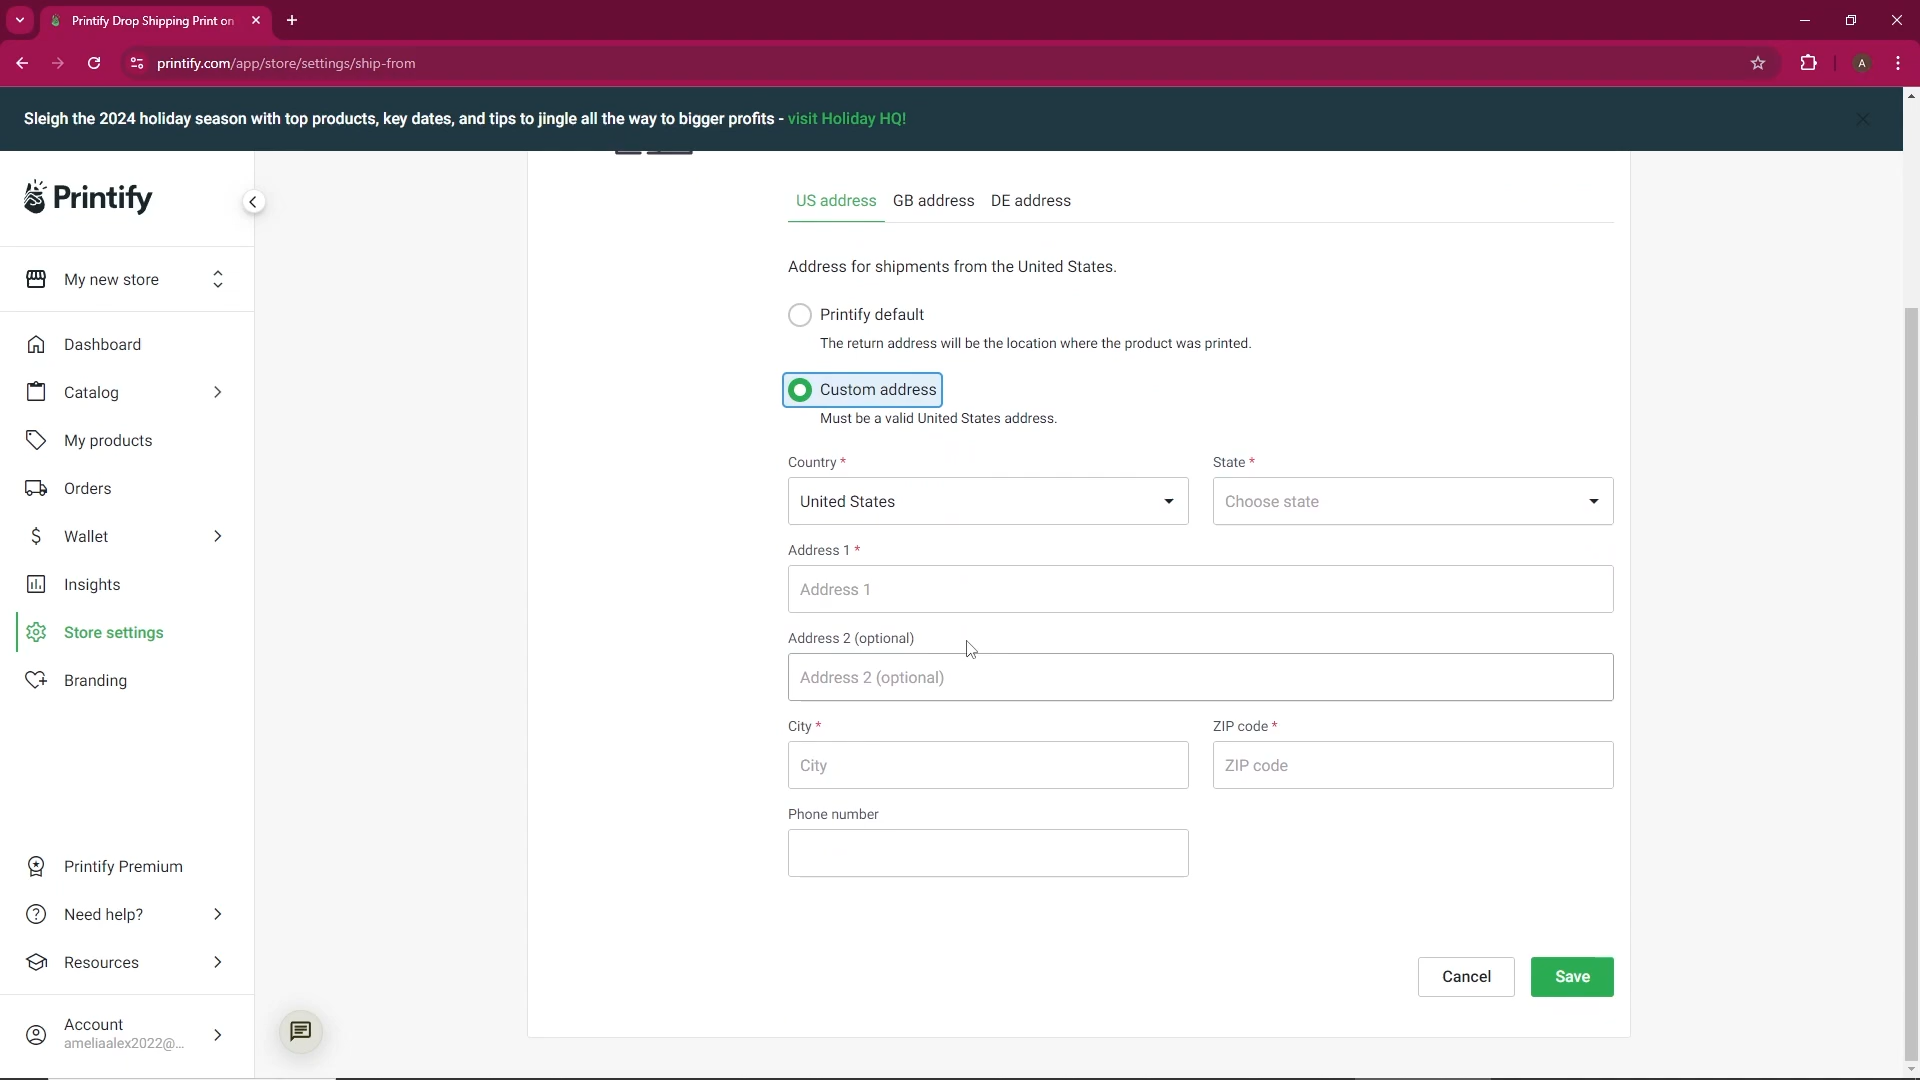 Printify Drop Shipping Print on
printify.com/app/store/settings/ship-from
A
Sleigh the 2024 holiday season with top products, key dates, and tips to jingle all the way to bigger profits - visit Holiday HQ!
Printify
My new store
Dashboard
Catalog
My products
Orders
Wallet
Insights
Store settings
Branding
Printify Premium
Need help?
Resources
Account
ameliaalex2022@...
US address GB address DE address
Address for shipments from the United States.
Printify default
The return address will be the location where the product was printed.
Custom address
Must be a valid United States address.
Country * State *
United States Choose state
Address 1 *
Address 1
Address 2 (optional)
Address 2 (optional)
City * ZIP code *
City ZIP code
Phone number
Cancel Save